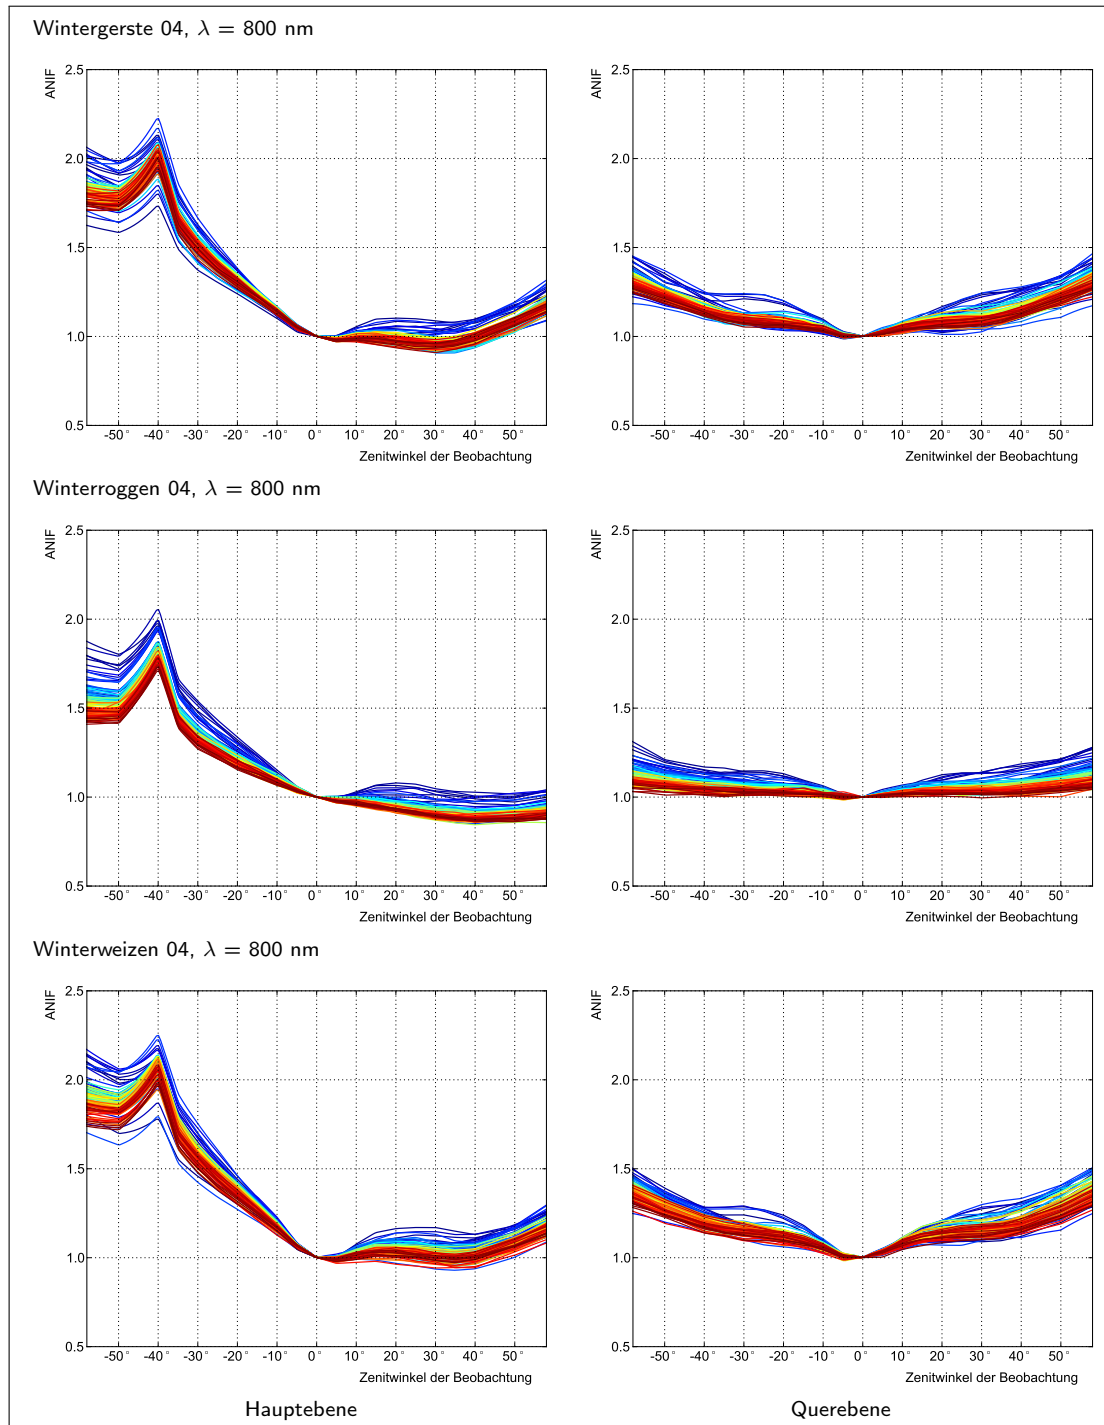 Wintergerste 04, λ = 800 nm
ANIF
2.5
2.0
1.5
1.0
0.5
-50° -40° -30° -20° -10° 0° 10° 20° 30° 40° 50°
Zenitwinkel der Beobachtung
ANIF
2.5
2.0
1.5
1.0
0.5
-50° -40° -30° -20° -10° 0° 10° 20° 30° 40° 50°
Zenitwinkel der Beobachtung
Winterroggen 04, λ = 800 nm
ANIF
2.5
2.0
1.5
1.0
0.5
-50° -40° -30° -20° -10° 0° 10° 20° 30° 40° 50°
Zenitwinkel der Beobachtung
ANIF
2.5
2.0
1.5
1.0
0.5
-50° -40° -30° -20° -10° 0° 10° 20° 30° 40° 50°
Zenitwinkel der Beobachtung
Winterweizen 04, λ = 800 nm
ANIF
2.5
2.0
1.5
1.0
0.5
-50° -40° -30° -20° -10° 0° 10° 20° 30° 40° 50°
Zenitwinkel der Beobachtung
ANIF
2.5
2.0
1.5
1.0
0.5
-50° -40° -30° -20° -10° 0° 10° 20° 30° 40° 50°
Zenitwinkel der Beobachtung
Hauptebene
Querebene